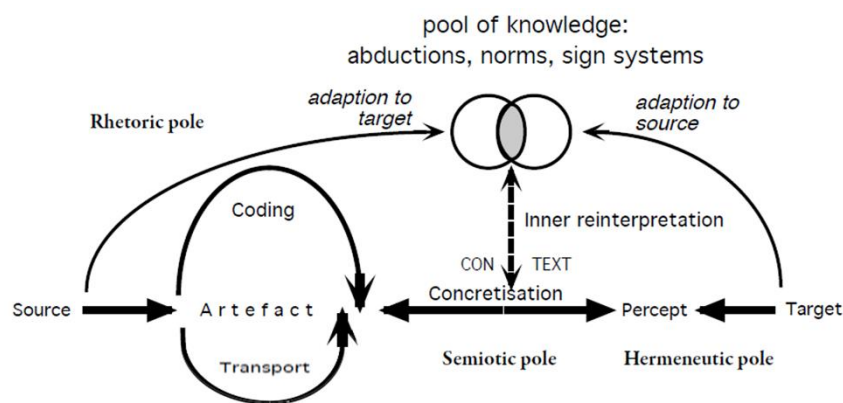 pool of knowledge:
abductions, norms, sign systems
adaption to
target
adaption to
source
Rhetoric pole
Coding
Inner reinterpretation
CON TEXT
Concretisation
Source
Artefact
Percept
Target
Transport
Semiotic pole
Hermeneutic pole